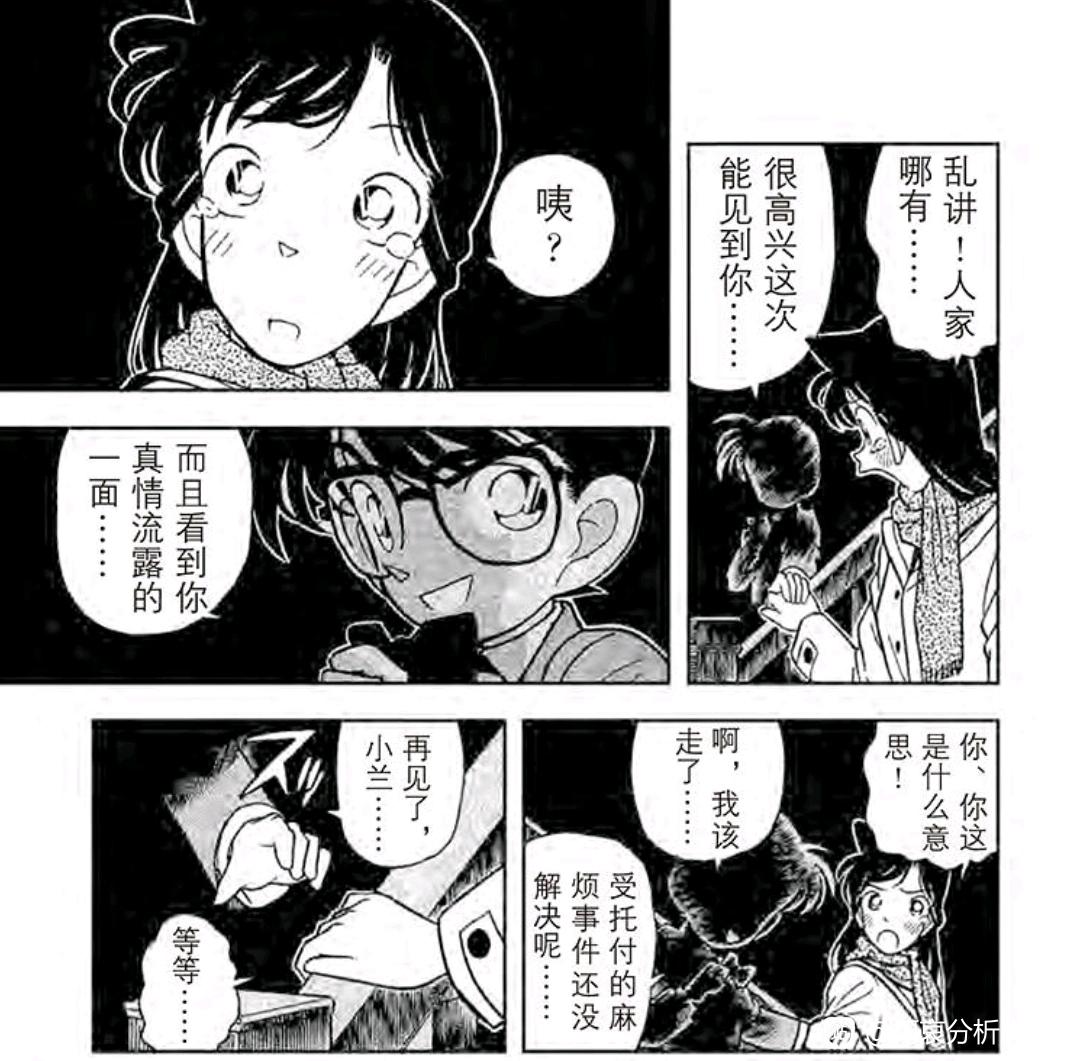 乱讲！人家
哪有……
很高兴这次
能见到你……
咦？
而且看到你
真情流露的
一面……
你、你这
是什么意
思！
啊，我该
走了……
受托付的麻
烦事件还没
解决呢……
再见了，
小兰……
等等……
分析